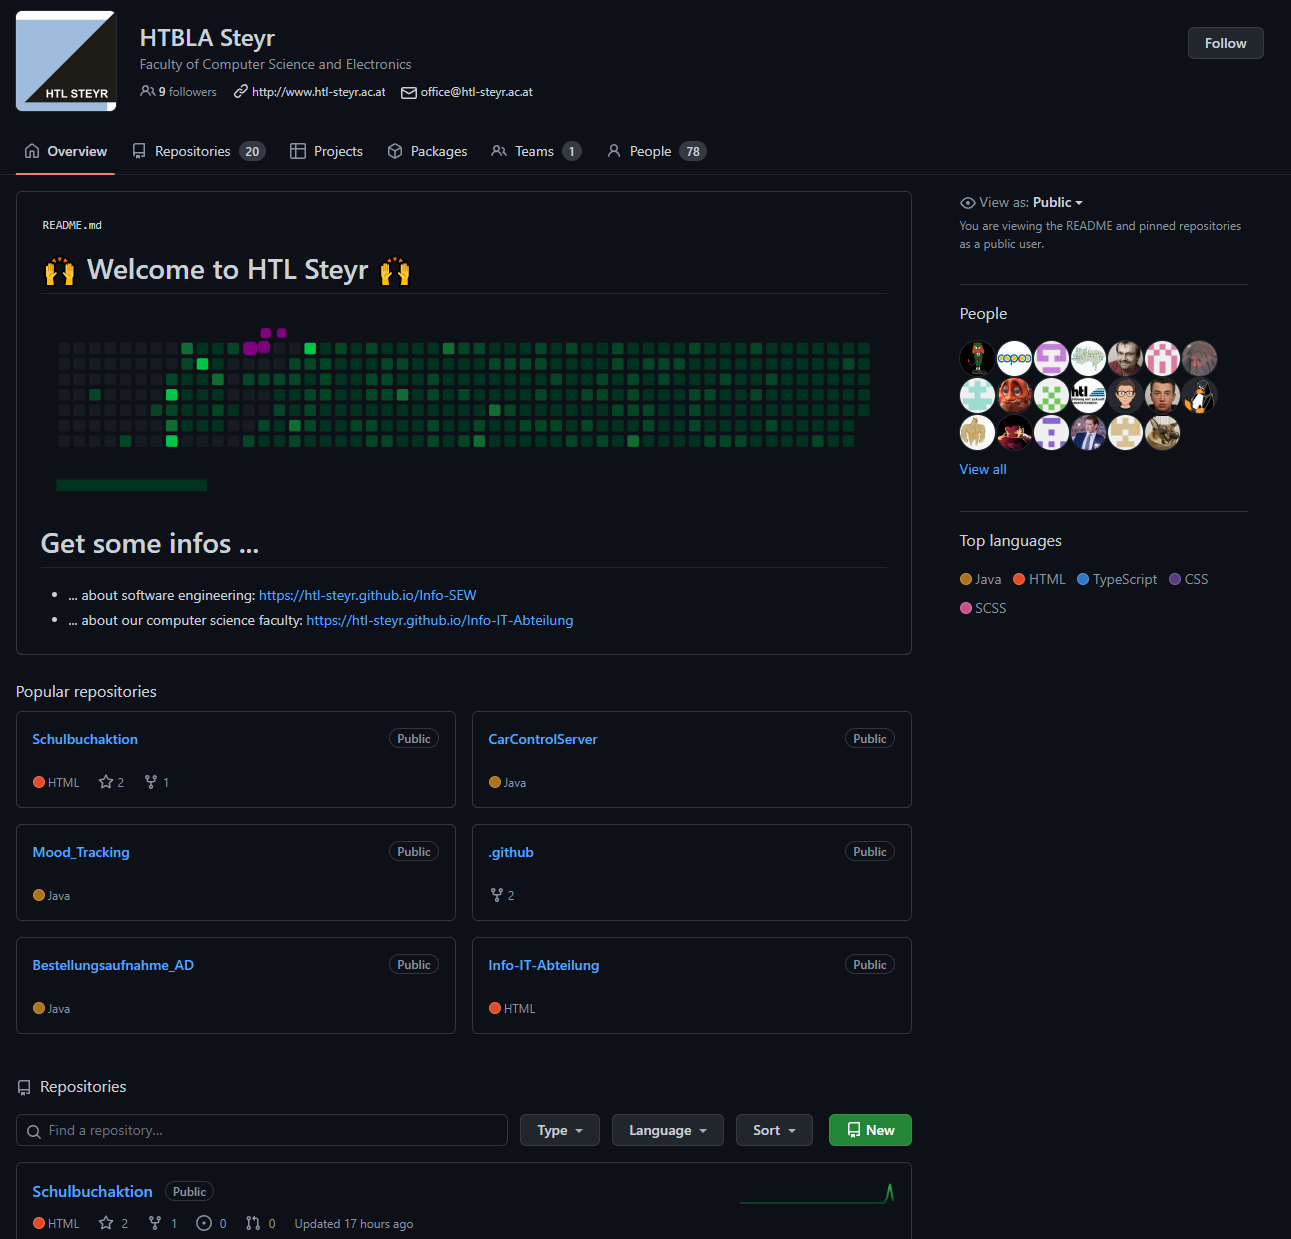 HTL STEYR
HTBLA Steyr
Follow
Faculty of Computer Science and Electronics
9 followers http://www.htl-steyr.ac.at office@htl-steyr.ac.at
Overview Repositories 20 Projects Packages Teams 1 People 78
README.md
🙌 Welcome to HTL Steyr 🙌
Get some infos ...
• ... about software engineering: https://htl-steyr.github.io/Info-SEW
• ... about our computer science faculty: https://htl-steyr.github.io/Info-IT-Abteilung
View as: Public
You are viewing the README and pinned repositories
as a public user.
People
htl
View all
Top languages
Java HTML TypeScript CSS
SCSS
Popular repositories
Schulbuchaktion Public
HTML 2 1
CarControlServer Public
Java
Mood_Tracking Public
Java
.github Public
2
Bestellungsaufnahme_AD Public
Java
Info-IT-Abteilung Public
HTML
Repositories
Find a repository... Type Language Sort New
Schulbuchaktion Public
HTML 2 1 0 0 Updated 17 hours ago